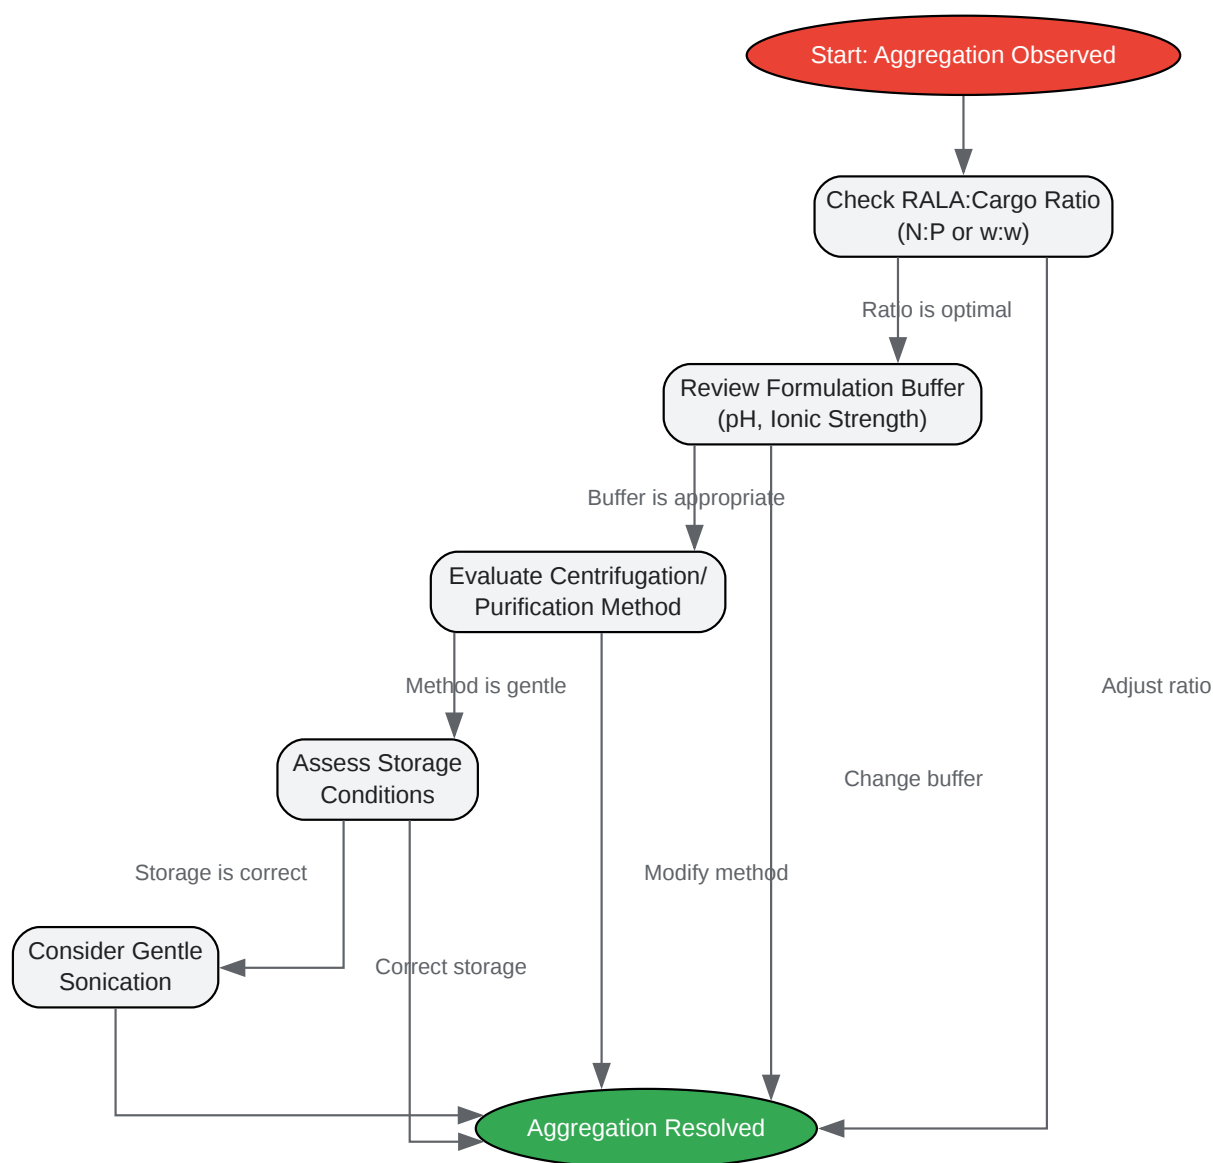 Start: Aggregation Observed
Check RALA:Cargo Ratio
(N:P or w:w)
Ratio is optimal
Review Formulation Buffer
(pH, Ionic Strength)
Buffer is appropriate
Evaluate Centrifugation/
Purification Method
Method is gentle
Adjust ratio
Assess Storage
Conditions
Change buffer
Storage is correct
Modify method
Consider Gentle
Sonication
Correct storage
Aggregation Resolved